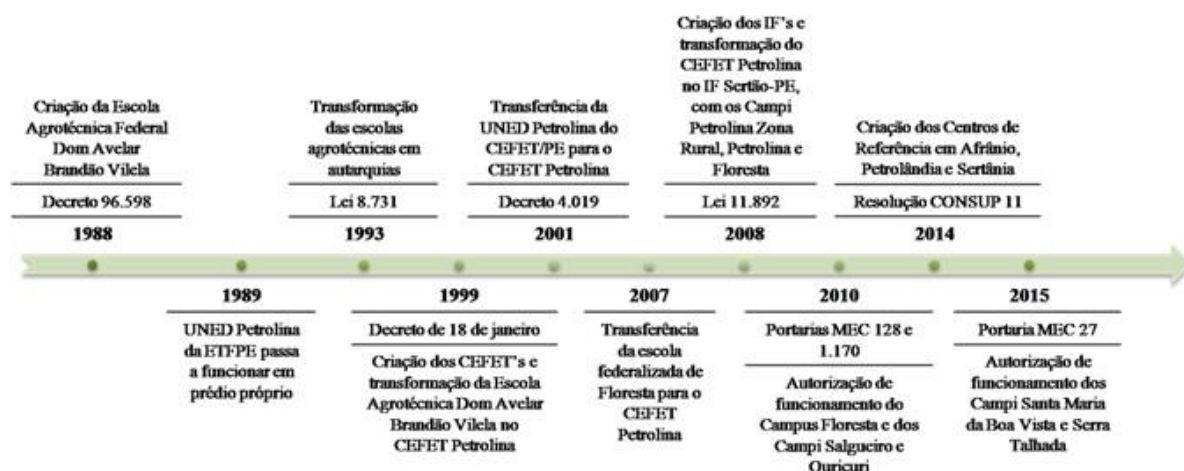 Criação da Escola
Agrotécnica Federal
Dom Avelar
Brandão Vilela
Decreto 96.598
1988
1989
UNED Petrolina
da ETFPE passa
a funcionar em
prédio próprio
Transformação
das escolas
agrotécnicas em
autarquias
Lei 8.731
1993
1999
Decreto de 18 de janeiro
Criação dos CEFET's e
transformação da Escola
Agrotécnica Dom Avelar
Brandão Vilela no
CEFET Petrolina
Transferência da
UNED Petrolina do
CEFET/PE para o
CEFET Petrolina
Decreto 4.019
2001
2007
Transferência
da escola
federalizada de
Floresta para o
CEFET
Petrolina
Criação dos IF's e
transformação do
CEFET Petrolina
no IF Sertão-PE,
com os Campi
Petrolina Zona
Rural, Petrolina e
Floresta
Lei 11.892
2008
2010
Portarias MEC 128 e
1.170
Autorização de
funcionamento do
Campus Floresta e dos
Campi Salgueiro e
Ouricuri
Criação dos Centros de
Referência em Afrânio,
Petrolândia e Sertânia
Resolução CONSUP 11
2014
2015
Portaria MEC 27
Autorização de
funcionamento dos
Campi Santa Maria
da Boa Vista e Serra
Talhada